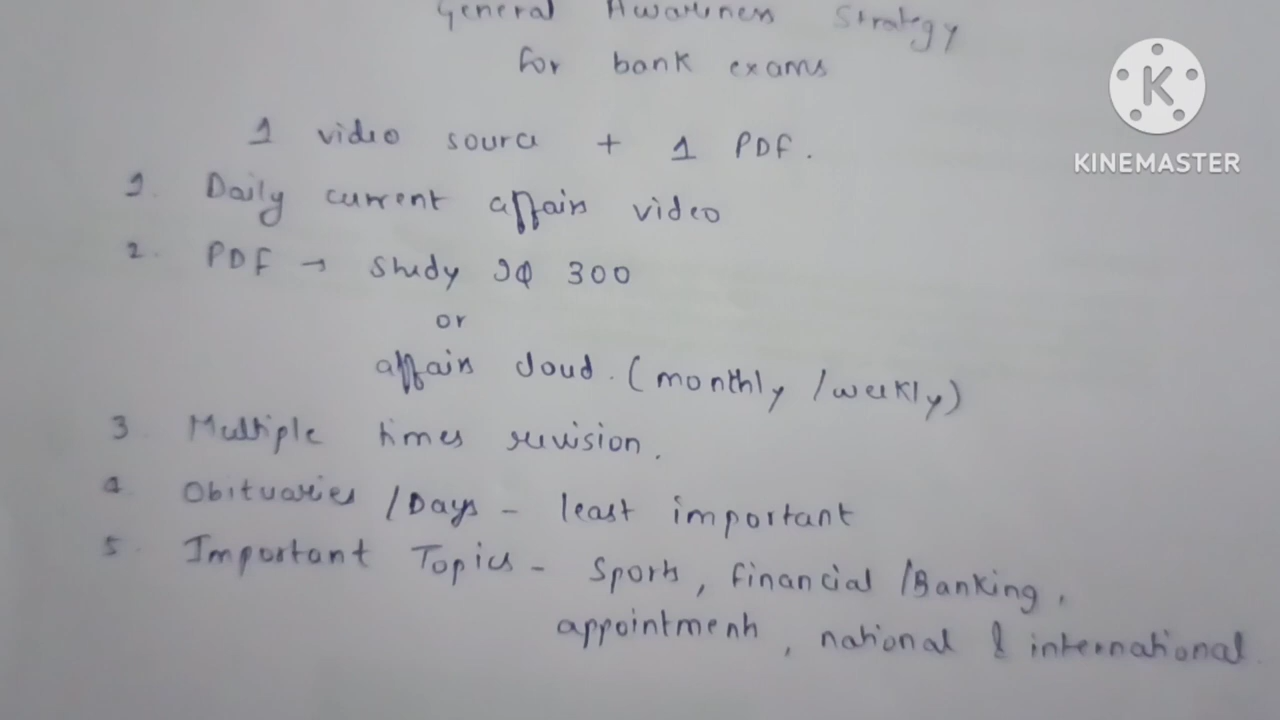 General Awareness Strategy
for bank exams
1 video source + 1 PDF.
1. Daily current affairs video
2. PDF → study IQ 300
or
affairs cloud. (monthly /weekly)
3. Multiple times revision.
4 Obituaries /Days - least important
5. Important Topics - Sports, financial /Banking,
appointment, national & international
K
KINEMASTER